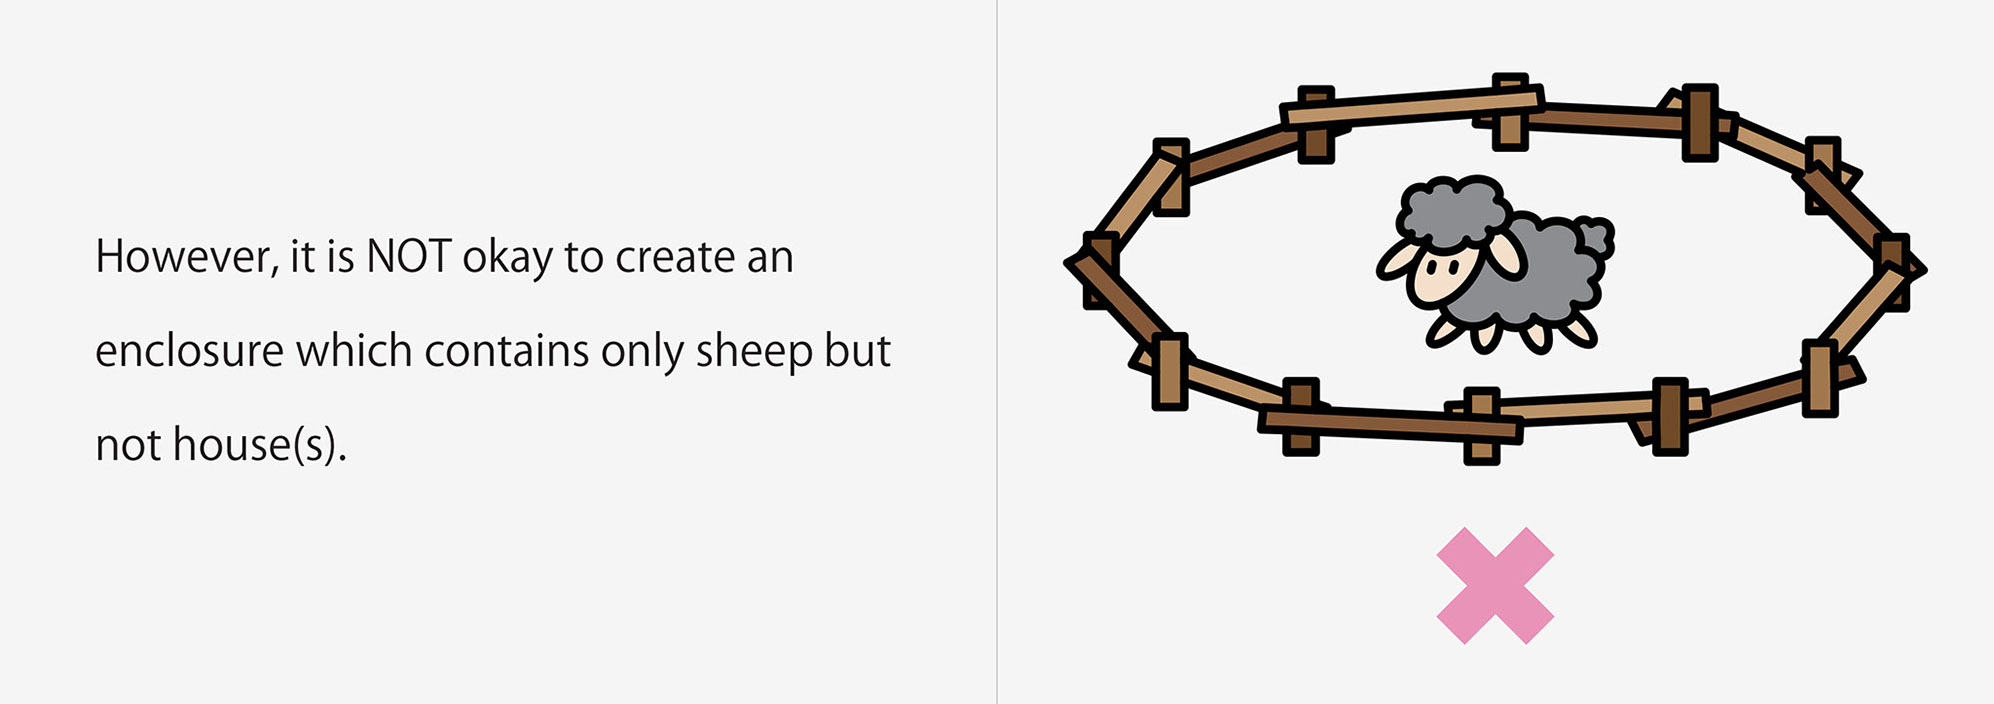 However, it is NOT okay to create an
enclosure which contains only sheep but
not house(s).